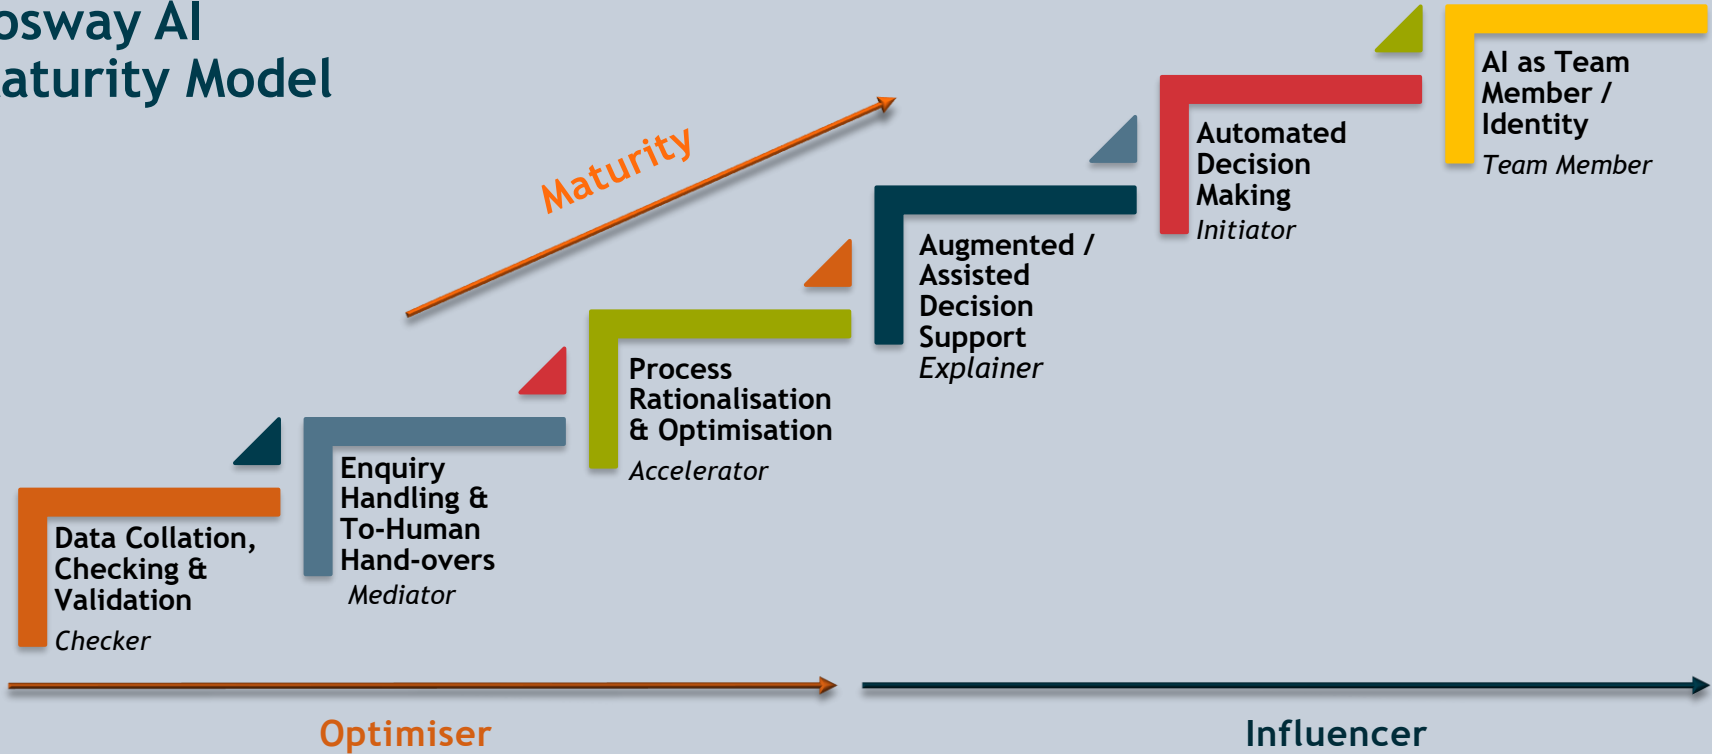 osway AI
aturity Model
Maturity
Data Collation,
Checking &
Validation
Checker
Enquiry
Handling &
To-Human
Hand-overs
Mediator
Process
Rationalisation
& Optimisation
Accelerator
Augmented /
Assisted
Decision
Support
Explainer
Automated
Decision
Making
Initiator
AI as Team
Member /
Identity
Team Member
Optimiser
Influencer